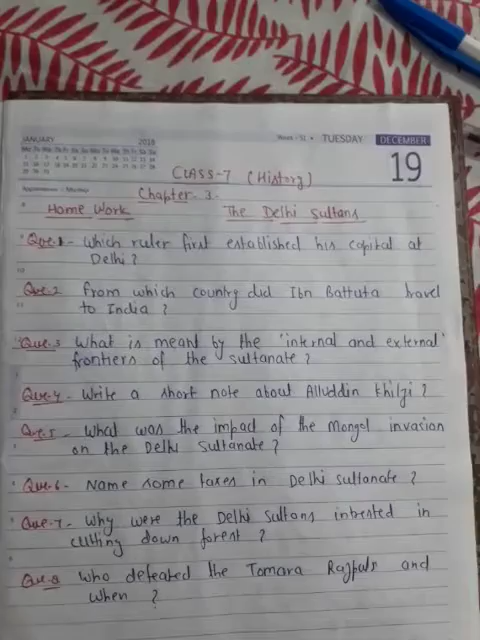 JANUARY 2018 Week - 51 • TUESDAY DECEMBER
19
CLASS-7 (History)
Chapter-3.
Home Work The Delhi Sultans
Que.1- Which ruler first established his capital at
Delhi?
Que.2 From which country did Ibn Battuta travel
to India?
Que.3 What is meant by the 'internal and external'
frontiers of the sultanate?
Que.4- Write a short note about Alluddin Khilzi?
Que.5- What was the impact of the Mongol invasion
on the Delhi Sultanate?
Que.6- Name some taxes in Delhi sultanate?
Que.7- Why were the Delhi Sultans intrested in
cutting down forest?
Que.8 Who defeated the Tomara Rajputs and
When?